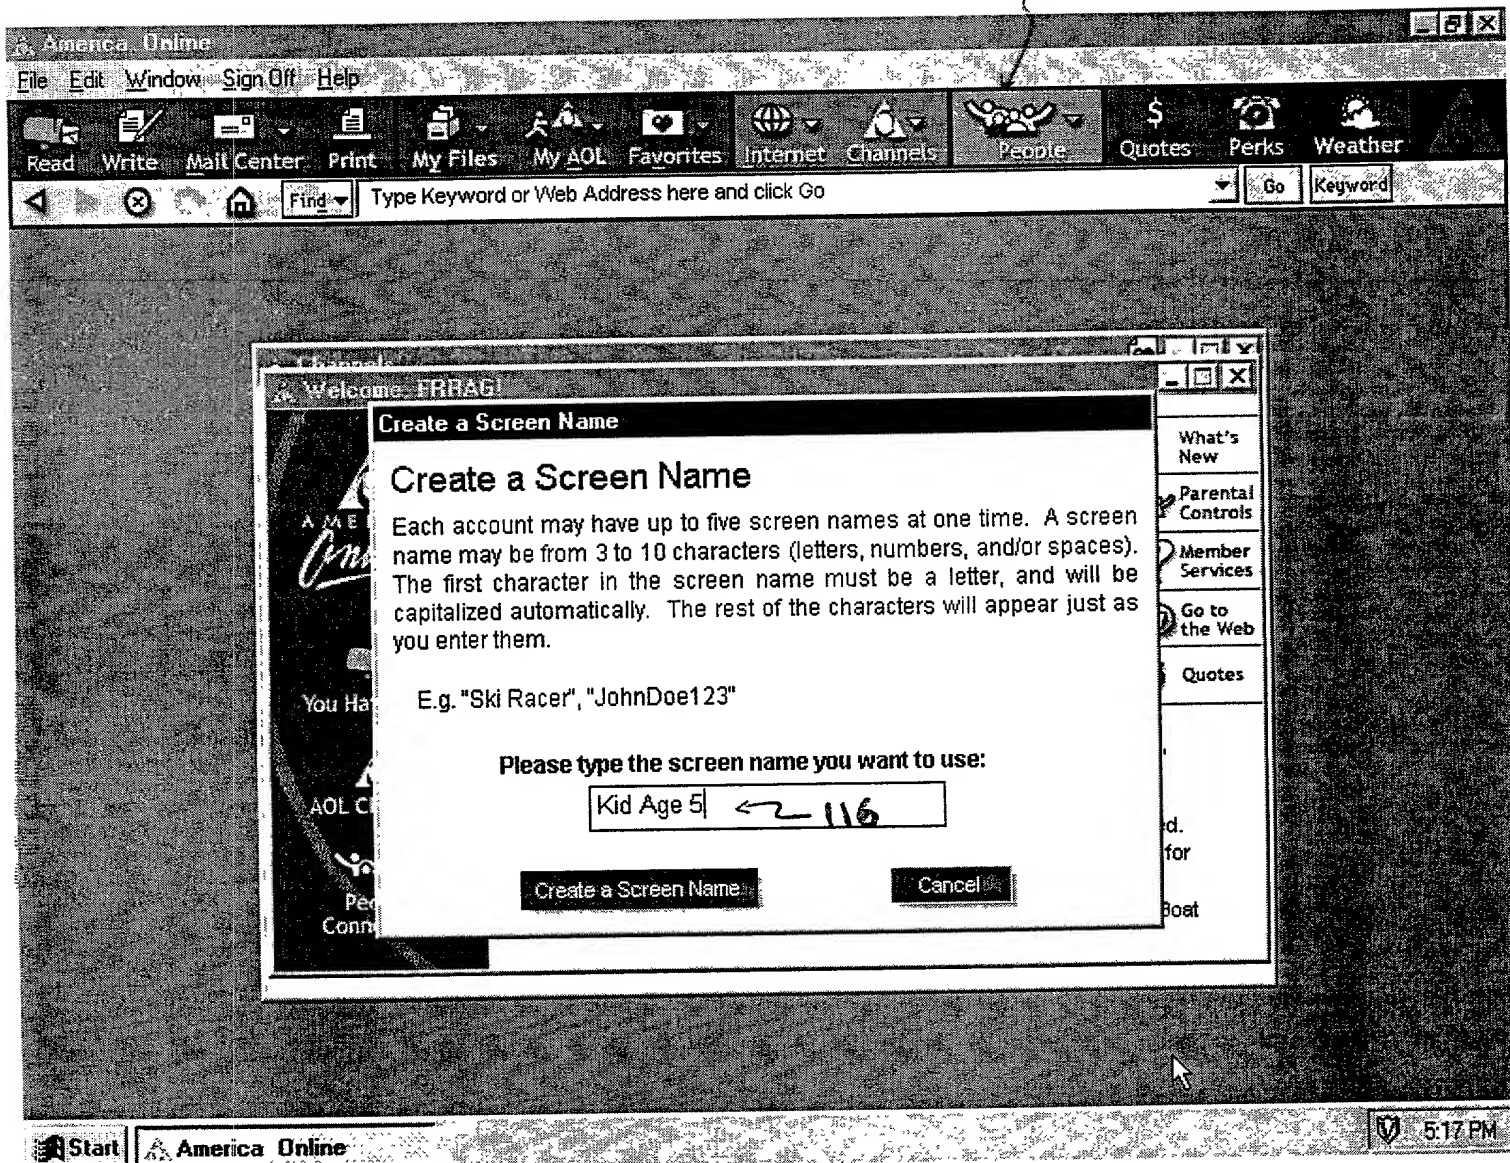 America Online
File Edit Window Sign Off Help
Read Write Mail Center Print My Files My AOL Favorites Internet Channels People Quotes Perks Weather
Find Type Keyword or Web Address here and click Go Go Keyword
Channels
Welcome, FRRAG!
Create a Screen Name
What's
New
Create a Screen Name
Parental
Controls
AME
Each account may have up to five screen names at one time. A screen
name may be from 3 to 10 characters (letters, numbers, and/or spaces).
The first character in the screen name must be a letter, and will be
capitalized automatically. The rest of the characters will appear just as
you enter them.
Member
Services
Go to
the Web
Quotes
You Ha
E.g. "Ski Racer", "JohnDoe123"
Please type the screen name you want to use:
AOL C
Kid Age 5 116
ed.
for
Create a Screen Name Cancel
Peo
Conn
Boat
Start America Online 5:17 PM